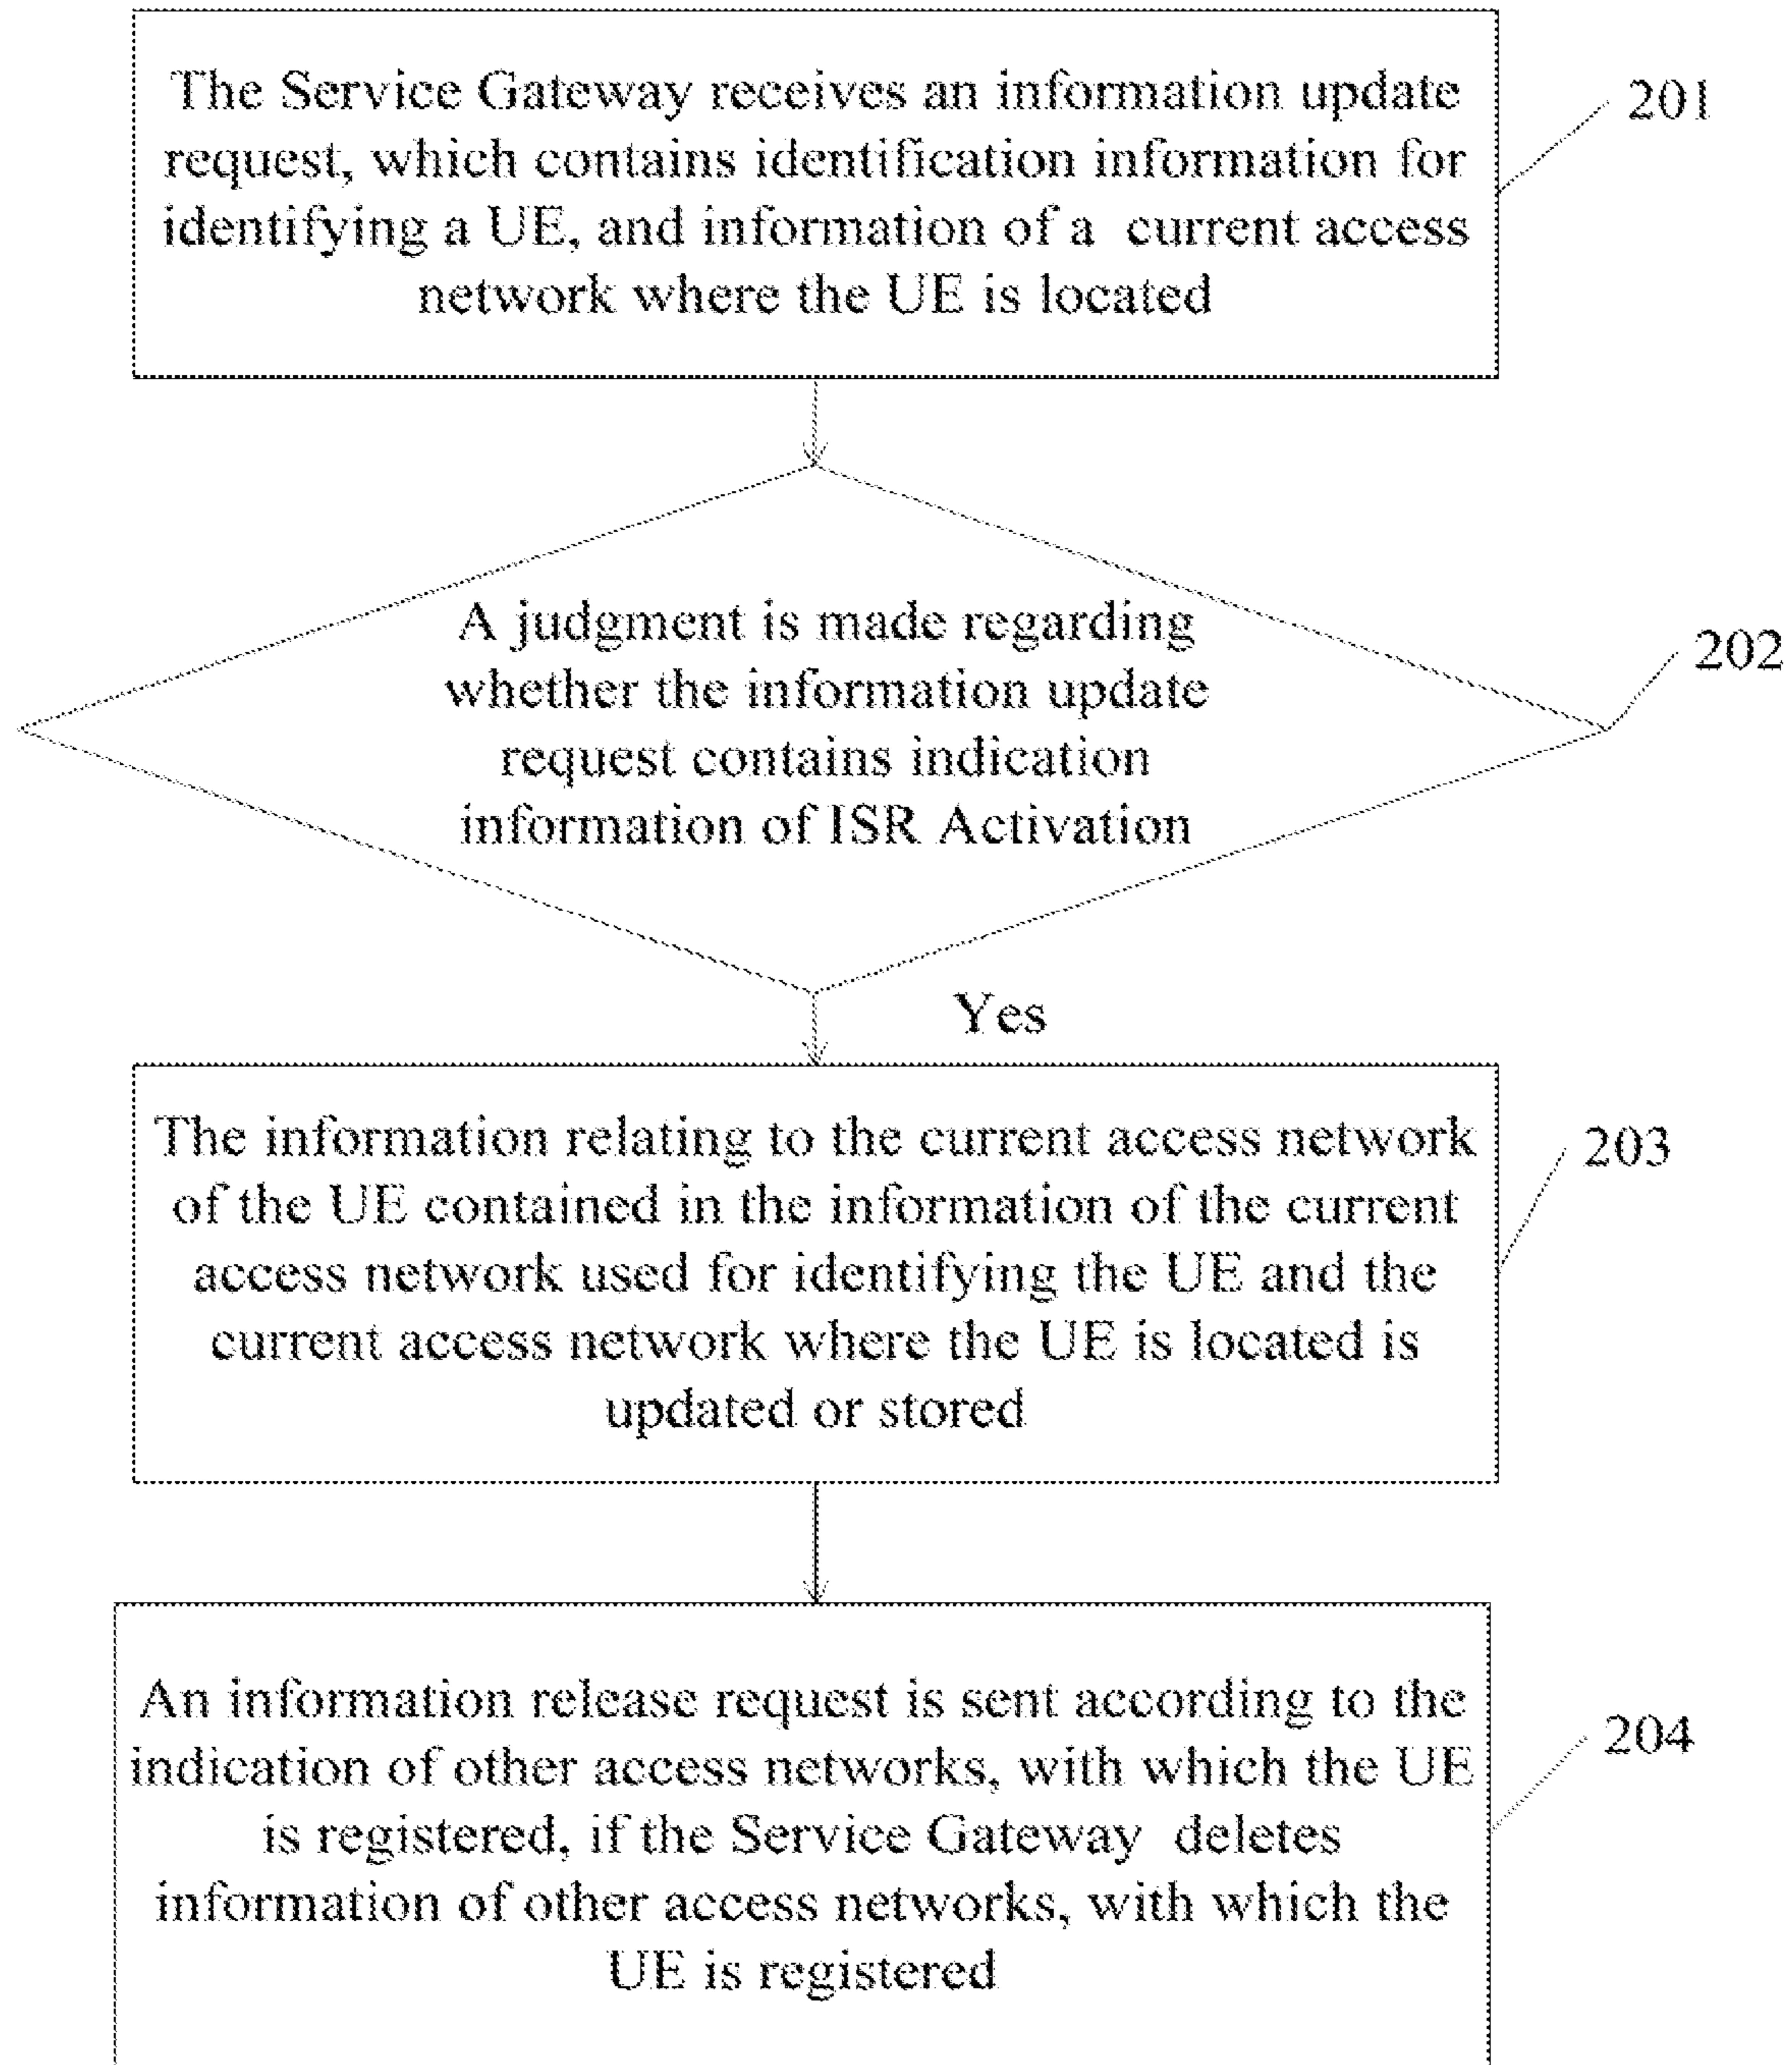 The Service Gateway receives an information update
request, which contains identification information for
identifying a UE, and information of a current access
network where the UE is located
201
A judgment is made regarding
whether the information update
request contains indication
information of ISR Activation
202
Yes
The information relating to the current access network
of the UE contained in the information of the current
access network used for identifying the UE and the
current access network where the UE is located is
updated or stored
203
An information release request is sent according to the
indication of other access networks, with which the UE
is registered, if the Service Gateway deletes
information of other access networks, with which the
UE is registered
204